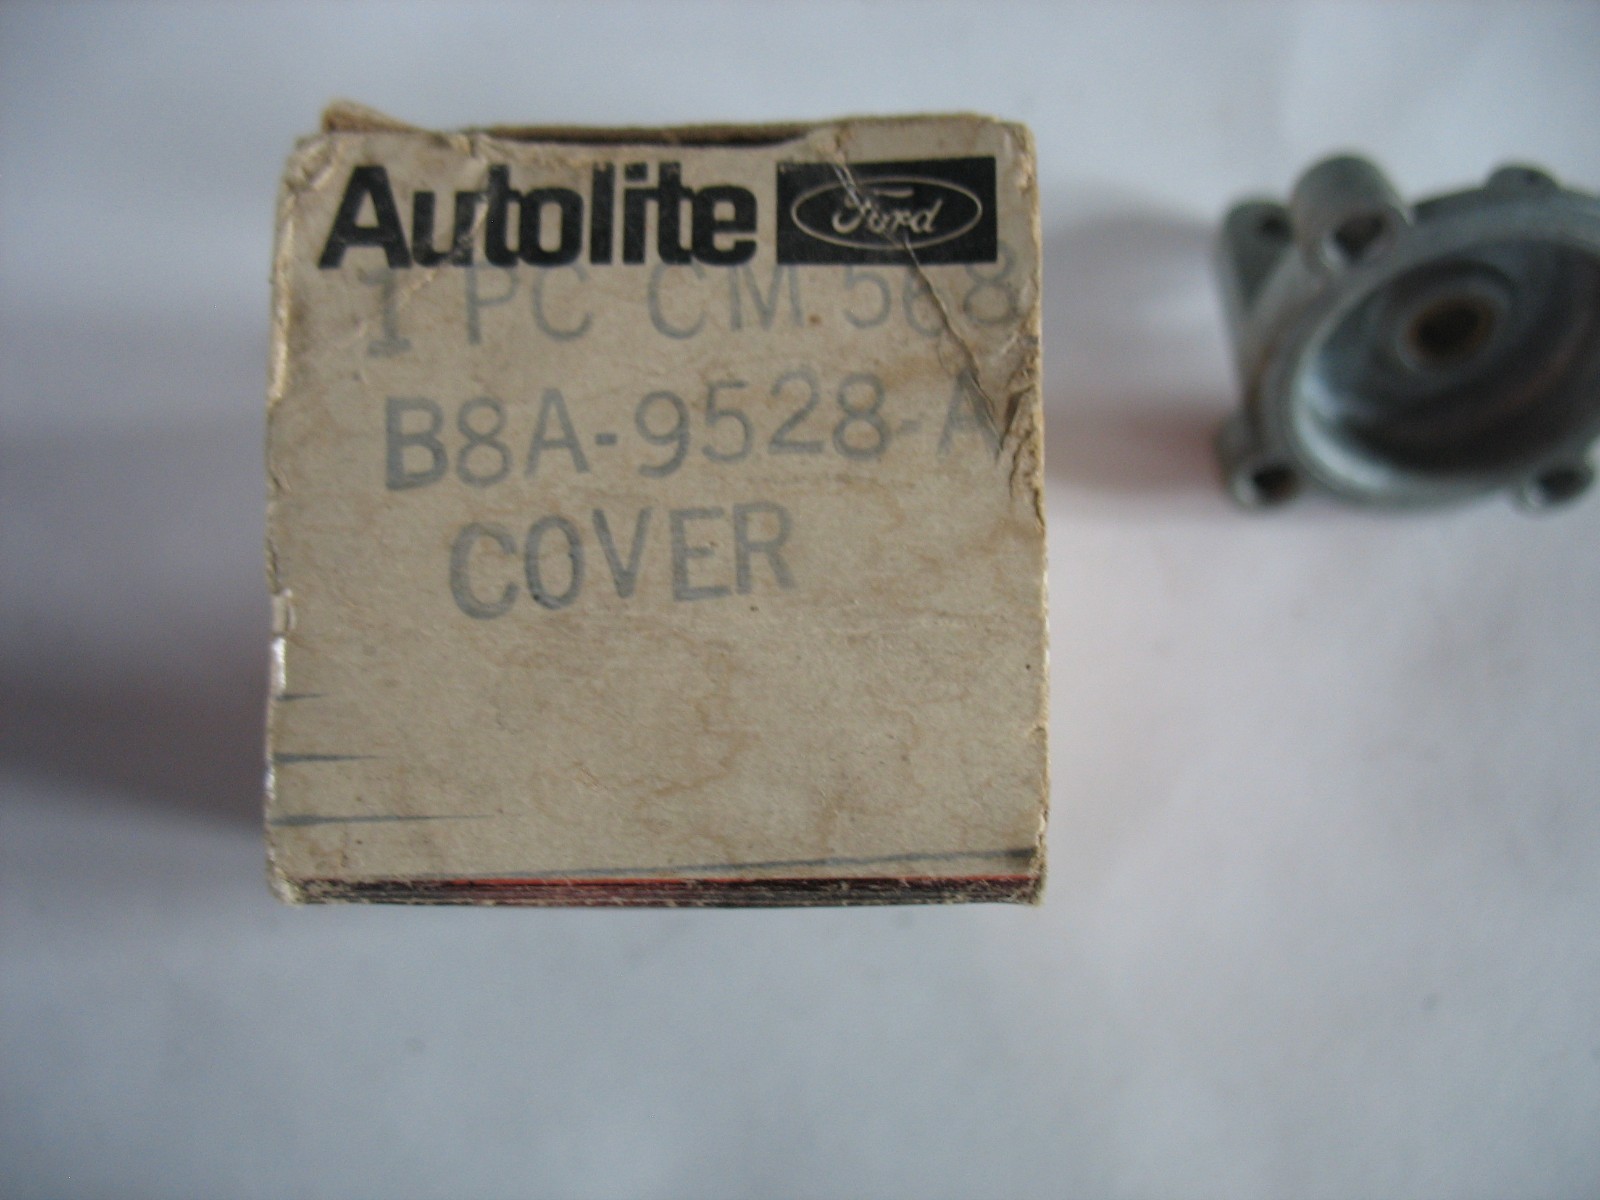 Autolite Ford
1 PC CM 568
B8A-9528-A
COVER